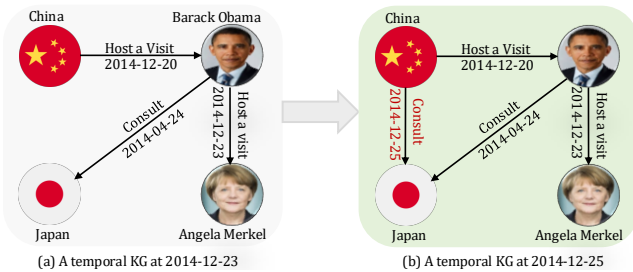 China
Barack Obama
Host a Visit
2014-12-20
Consult
2014-04-24
Host a visit
2014-12-23
Japan
Angela Merkel
(a) A temporal KG at 2014-12-23
China
Host a Visit
2014-12-20
Consult
2014-12-25
Consult
2014-04-24
Host a visit
2014-12-23
Japan
Angela Merkel
(b) A temporal KG at 2014-12-25